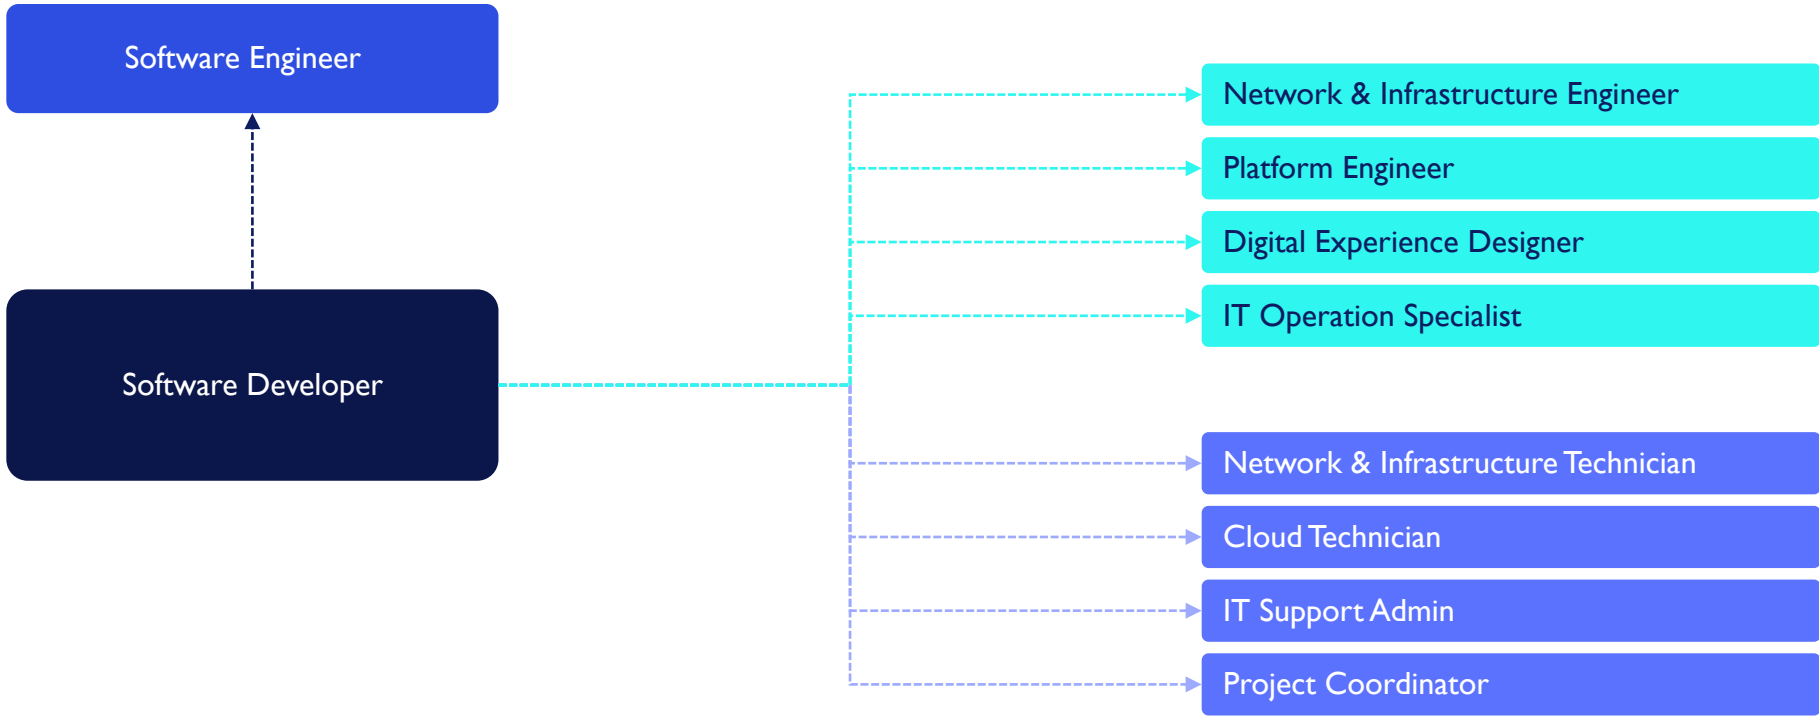 Software Engineer
Software Developer
Network & Infrastructure Engineer
Platform Engineer
Digital Experience Designer
IT Operation Specialist
Network & Infrastructure Technician
Cloud Technician
IT Support Admin
Project Coordinator